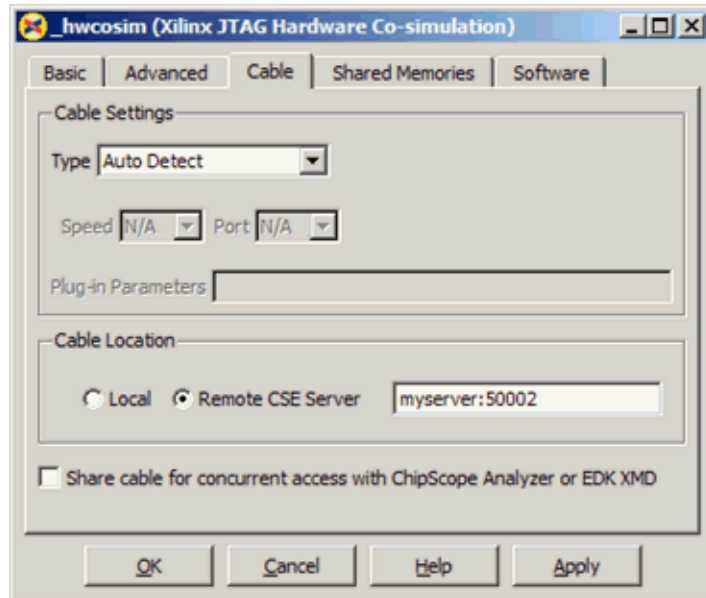 _hwcosim (Xilinx JTAG Hardware Co-simulation)
Basic Advanced Cable Shared Memories Software
Cable Settings
Type Auto Detect
Speed N/A Port N/A
Plug-in Parameters
Cable Location
Local Remote CSE Server myserver:50002
Share cable for concurrent access with ChipScope Analyzer or EDK XMD
OK Cancel Help Apply